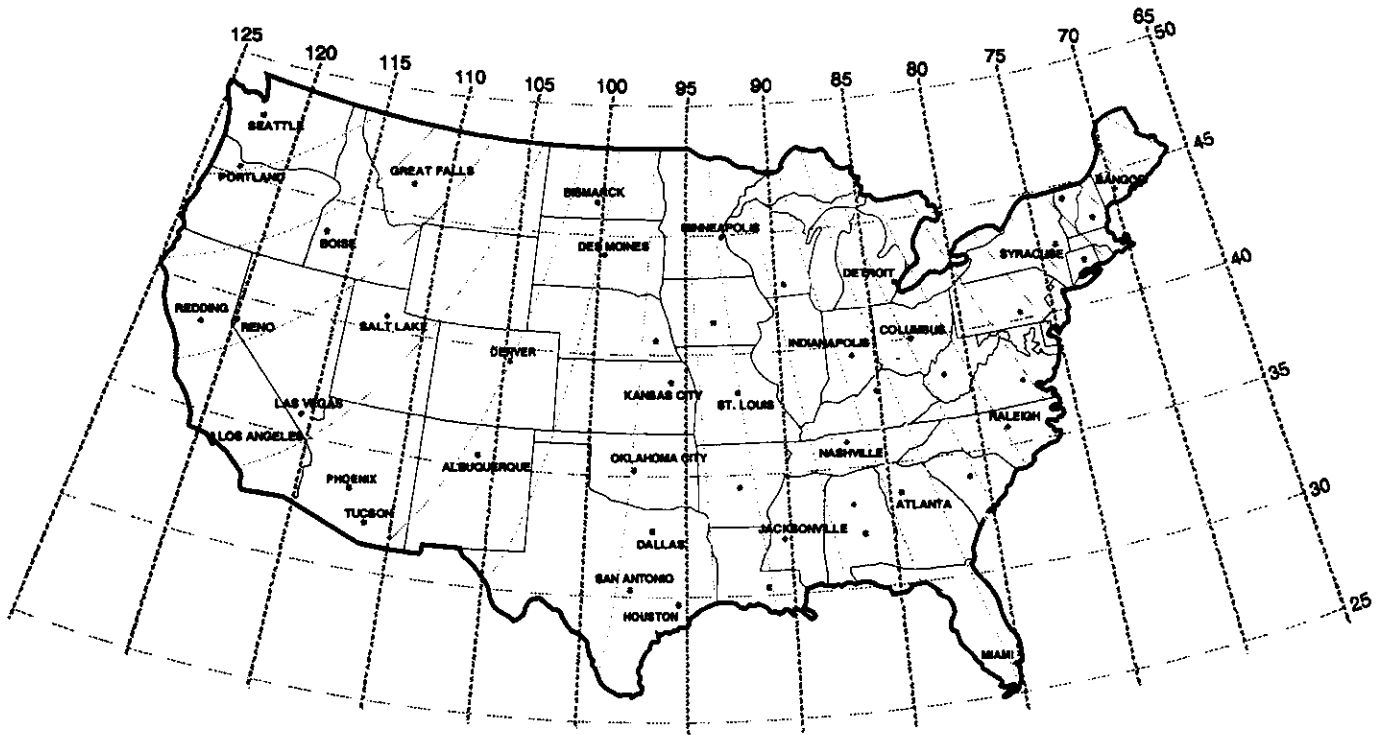 65
70
50
125
120
115
75
110
105
100
95
90
85
80
SEATTLE
45
PORTLAND
GREAT FALLS
BANGOR
BISMARCK
MINNEAPOLIS
BOISE
DES MOINES
SYRACUSE
40
DETROIT
REDDING
RENO
SALT LAKE
COLUMBUS
INDIANAPOLIS
DENVER
35
KANSAS CITY
LAS VEGAS
ST. LOUIS
RALEIGH
LOS ANGELES
NASHVILLE
OKLAHOMA CITY
ALBUQUERQUE
PHOENIX
30
ATLANTA
TUCSON
JACKSONVILLE
DALLAS
SAN ANTONIO
25
HOUSTON
MIAMI